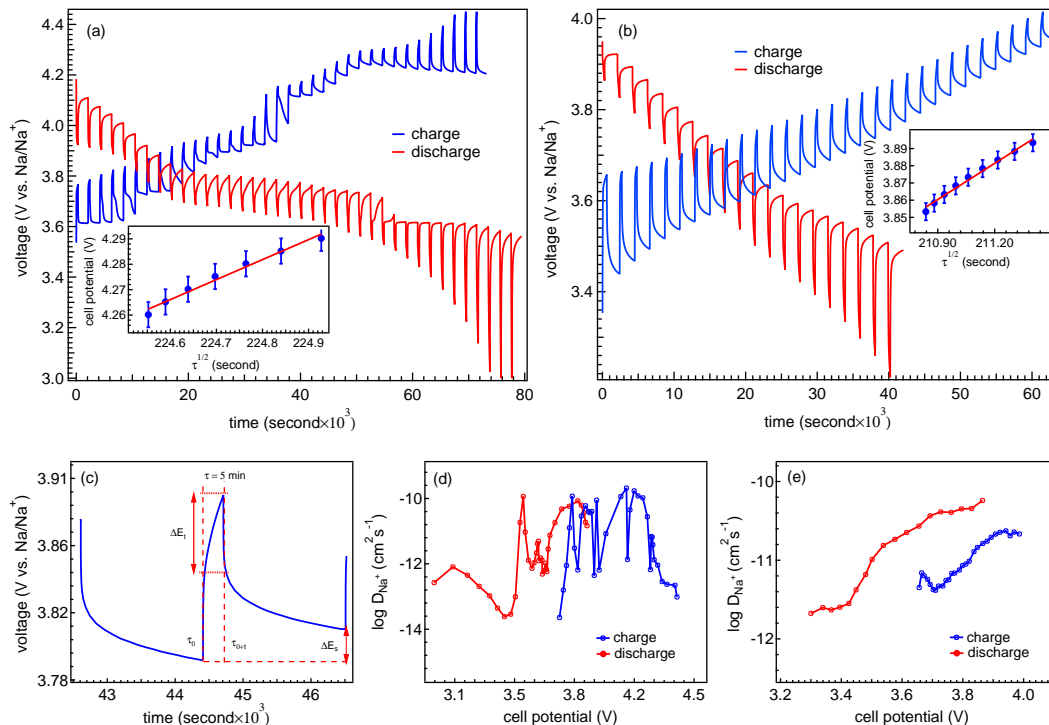 (a)
4.4
4.2
4.0
3.8
3.6
3.4
3.2
3.0
voltage (V vs. Na/Na⁺)
charge
discharge
cell potential (V)
4.29
4.28
4.27
4.26
224.6
224.7
224.8
224.9
τ^1/2 (second)
0
20
40
60
80
time (second×10³)
(b)
4.0
3.8
3.6
3.4
voltage (V vs. Na/Na⁺)
charge
discharge
cell potential (V)
3.89
3.88
3.87
3.86
3.85
210.90
211.20
τ^1/2 (second)
0
10
20
30
40
50
60
time (second×10³)
(c)
3.91
3.86
3.82
3.78
voltage (V vs. Na/Na⁺)
τ = 5 min
ΔEₜ
τ₀
τ₀₊ₜ
ΔEₛ
43
44
45
46
time (second×10³)
(d)
-10
-12
-14
log D_Na⁺ (cm² s⁻¹)
charge
discharge
3.1
3.5
3.8
4.2
4.5
cell potential (V)
(e)
-10
-11
-12
log D_Na⁺ (cm² s⁻¹)
charge
discharge
3.2
3.4
3.6
3.8
4.0
4.2
cell potential (V)